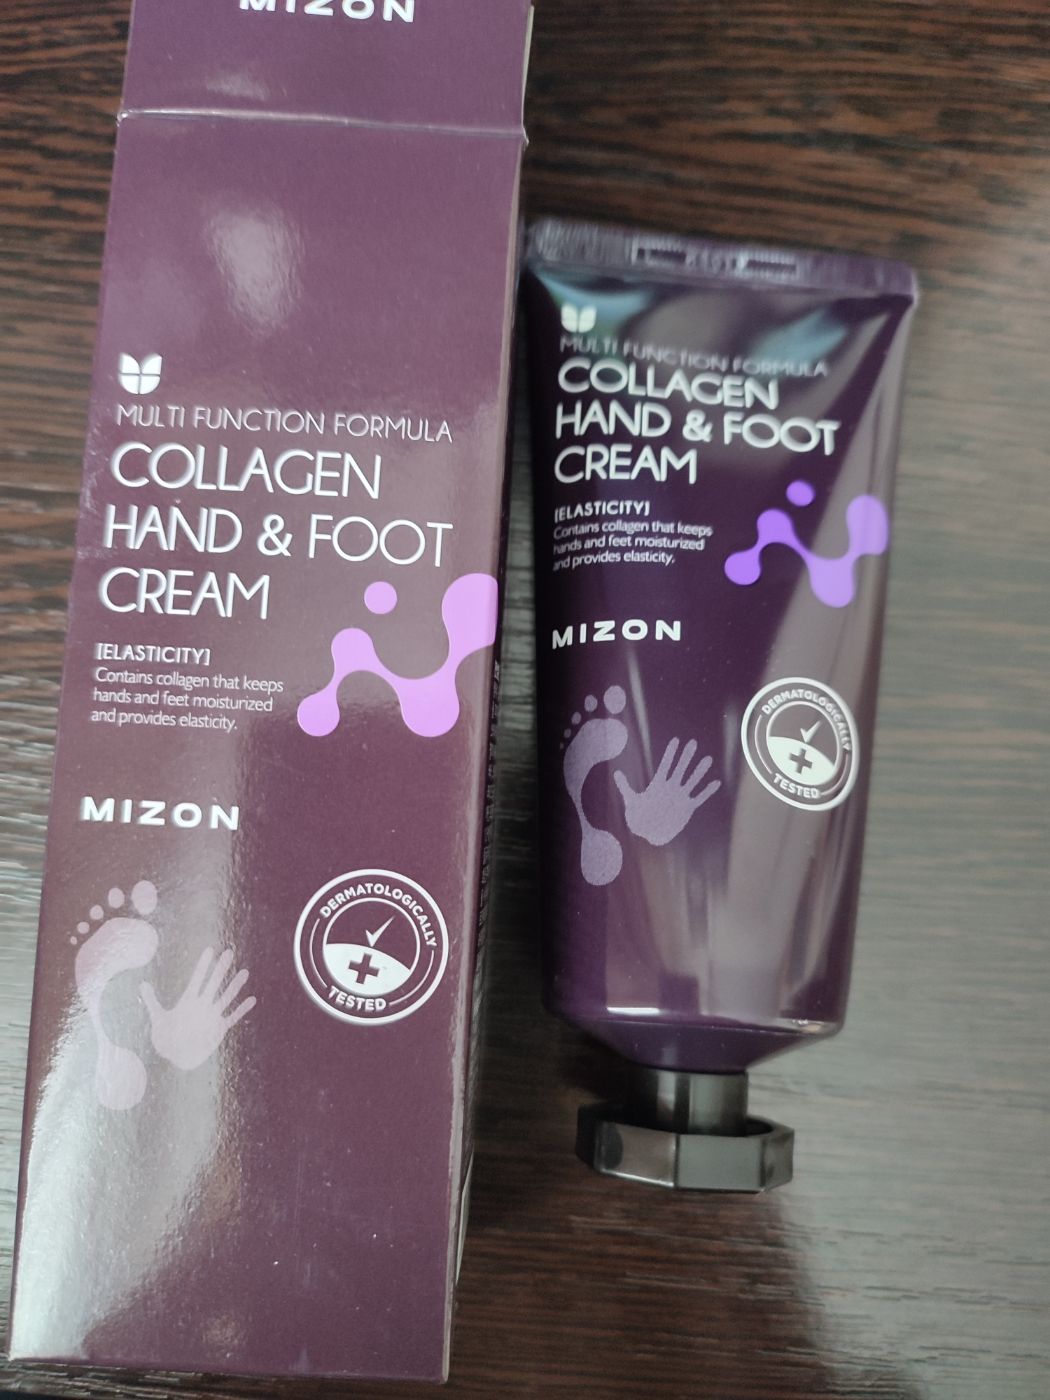 MIZON
MULTI FUNCTION FORMULA
COLLAGEN
HAND & FOOT
CREAM
[ELASTICITY]
Contains collagen that keeps
hands and feet moisturized
and provides elasticity.
MIZON
DERMATOLOGICALLY
TESTED
MULTI FUNCTION FORMULA
COLLAGEN
HAND & FOOT
CREAM
[ELASTICITY]
Contains collagen that keeps
hands and feet moisturized
and provides elasticity.
MIZON
DERMATOLOGICALLY
TESTED